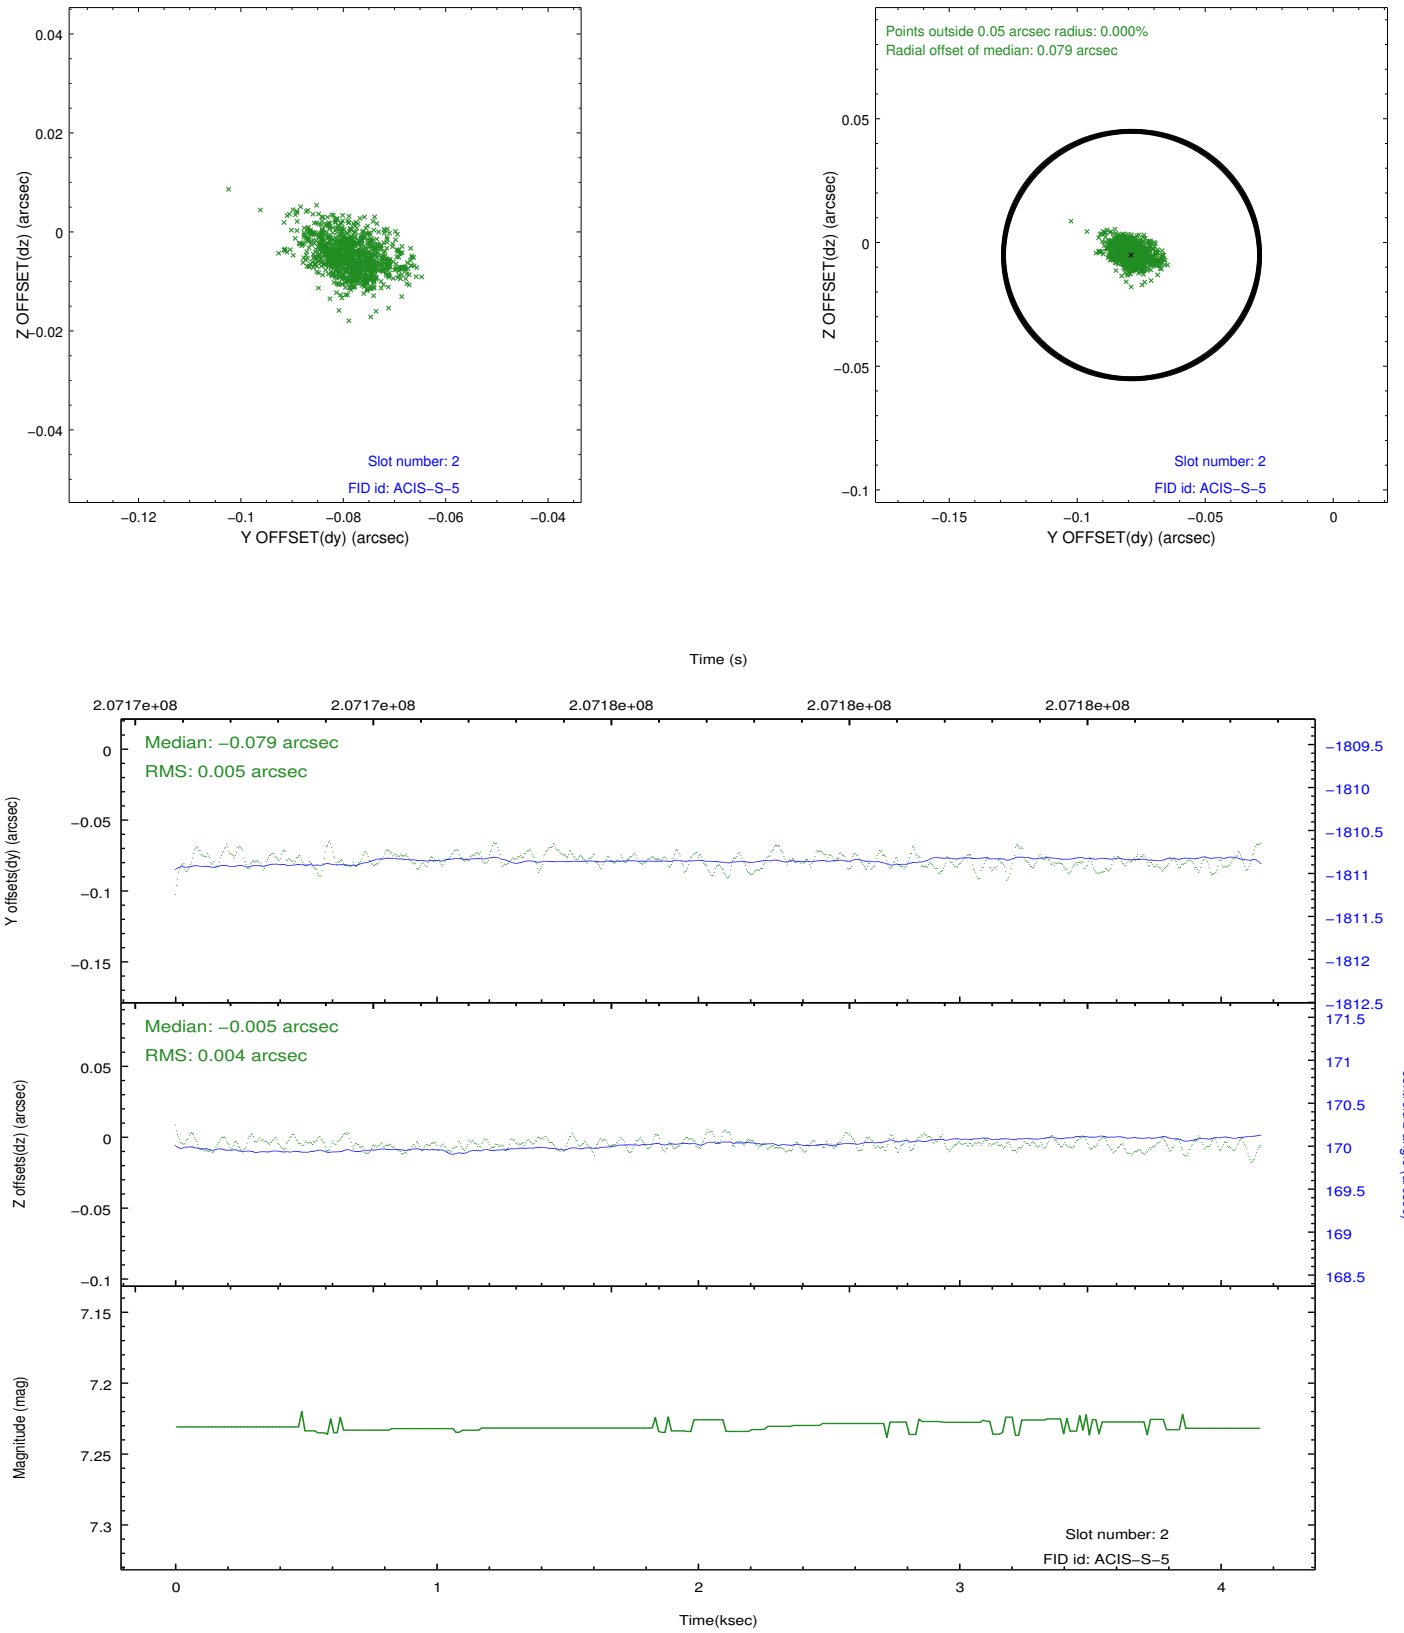 Points outside 0.05 arcsec radius: 0.000%
Radial offset of median: 0.079 arcsec
0.04
0.02
0
−0.02
−0.04
Z OFFSET(dz) (arcsec)
Slot number: 2
FID id: ACIS−S−5
−0.12
−0.1
−0.08
−0.06
−0.04
Y OFFSET(dy) (arcsec)
0.05
0
−0.05
−0.1
Z OFFSET(dz) (arcsec)
Slot number: 2
FID id: ACIS−S−5
−0.15
−0.1
−0.05
0
Y OFFSET(dy) (arcsec)
Time (s)
2.0717e+08
2.0717e+08
2.0718e+08
2.0718e+08
2.0718e+08
Median: −0.079 arcsec
RMS: 0.005 arcsec
0
−0.05
−0.1
−0.15
Y offsets(dy) (arcsec)
−1809.5
−1810
−1810.5
−1811
−1811.5
−1812
−1812.5
Median: −0.005 arcsec
RMS: 0.004 arcsec
0.05
0
−0.05
−0.1
Z offsets(dz) (arcsec)
171.5
171
170.5
170
169.5
169
168.5
7.15
7.2
7.25
7.3
Magnitude (mag)
Slot number: 2
FID id: ACIS−S−5
0
1
2
3
4
Time(ksec)